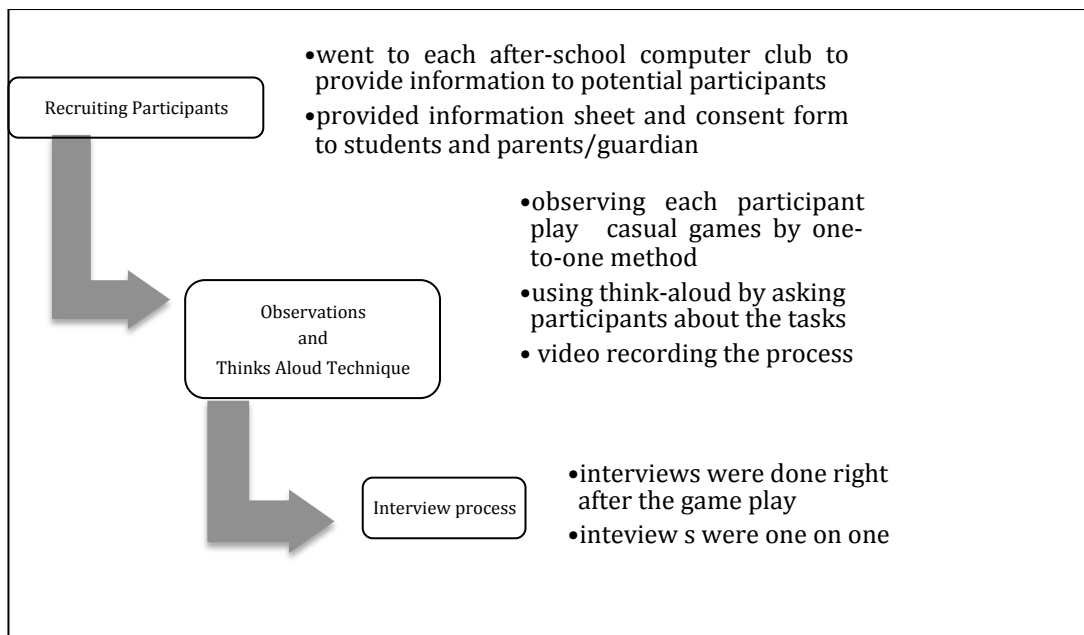 Recruiting Participants
•went to each after-school computer club to
provide information to potential participants
•provided information sheet and consent form
to students and parents/guardian
Observations
and
Thinks Aloud Technique
•observing each participant
play casual games by one-
to-one method
•using think-aloud by asking
participants about the tasks
• video recording the process
Interview process
•interviews were done right
after the game play
•inteview s were one on one